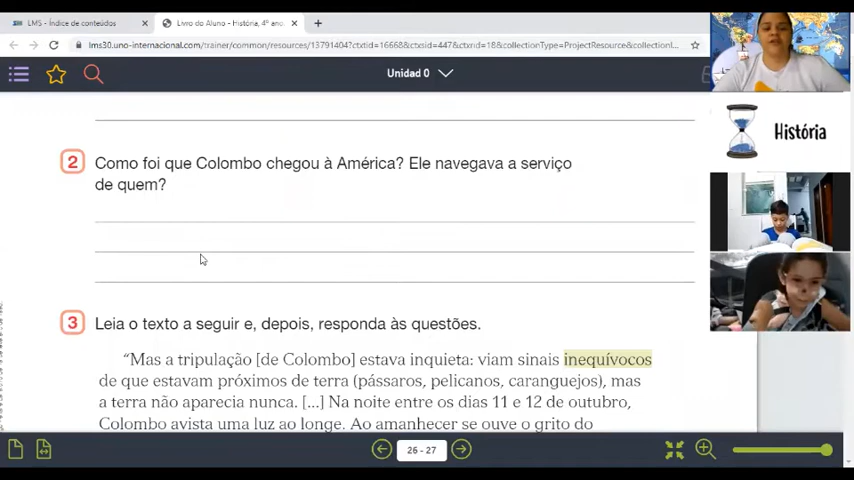 LMS - Índice de conteúdos
Livro do Aluno - História, 4º ano
lms30.uno-internacional.com/trainer/common/resources/13791404?ctxtid=16668&ctxsid=447&ctxrid=18&collectionType=ProjectResource&collectionI...
Unidad 0
História
2 Como foi que Colombo chegou à América? Ele navegava a serviço
de quem?
3 Leia o texto a seguir e, depois, responda às questões.
“Mas a tripulação [de Colombo] estava inquieta: viam sinais inequívocos
de que estavam próximos de terra (pássaros, pelicanos, caranguejos), mas
a terra não aparecia nunca. [...] Na noite entre os dias 11 e 12 de outubro,
Colombo avista uma luz ao longe. Ao amanhecer se ouve o grito do
26 - 27